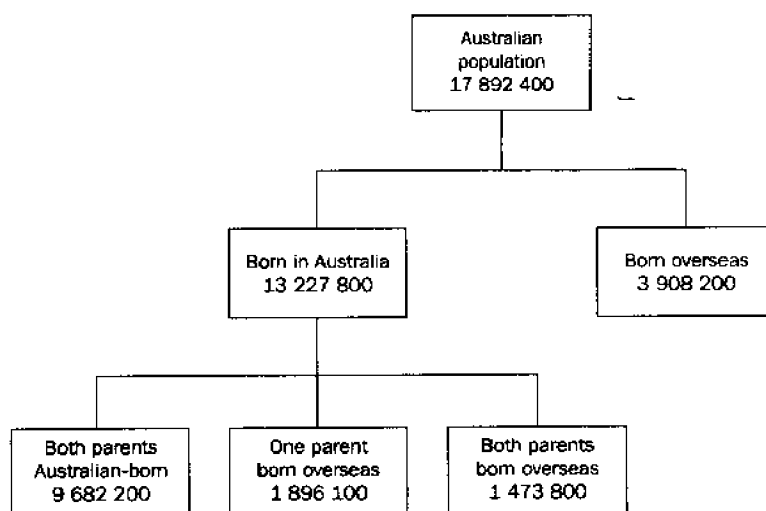 Australian
population
17 892 400
Born in Australia
13 227 800
Born overseas
3 908 200
Both parents
Australian-born
9 682 200
One parent
born overseas
1 896 100
Both parents
born overseas
1 473 800